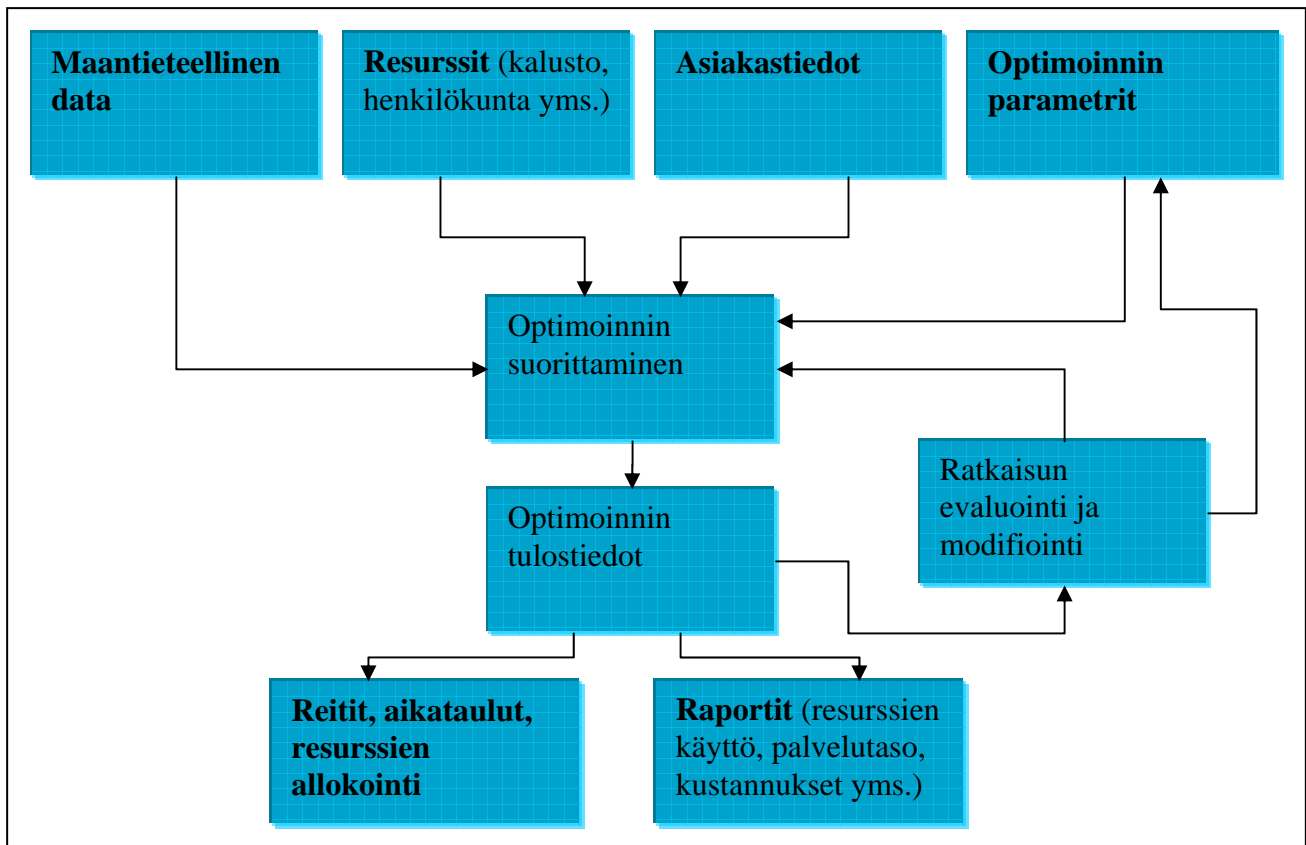 Maantieteellinen
data
Resurssit (kalusto,
henkilökunta yms.)
Asiakastiedot
Optimoinnin
parametrit
Optimoinnin
suorittaminen
Ratkaisun
evaluointi ja
modifiointi
Optimoinnin
tulostiedot
Reitit, aikataulut,
resurssien
allokointi
Raportit (resurssien
käyttö, palvelutaso,
kustannukset yms.)